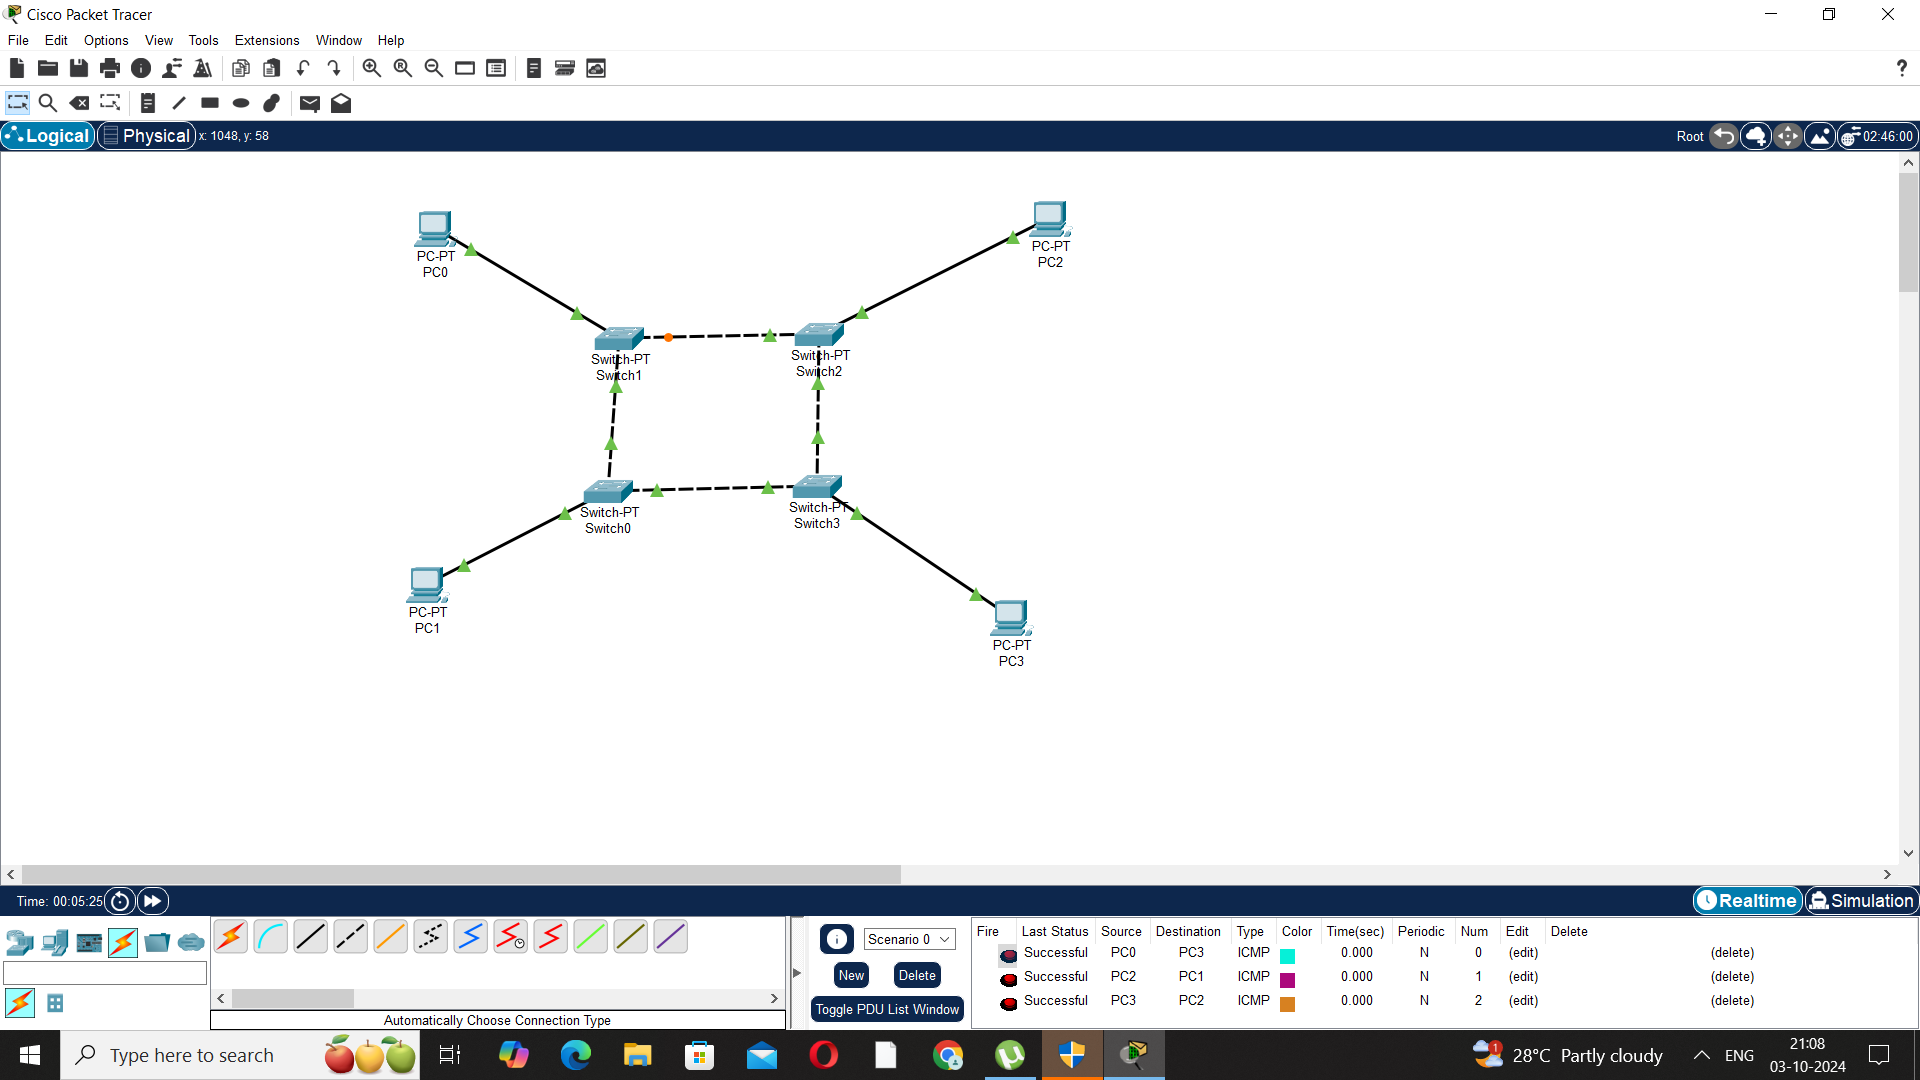 Cisco Packet Tracer
File Edit Options View Tools Extensions Window Help
?
Logical Physical x: 1048, y: 58 Root 02:46:00
PC-PT
PC0
PC-PT
PC2
Switch-PT
Switch1
Switch-PT
Switch2
Switch-PT
Switch0
Switch-PT
Switch3
PC-PT
PC1
PC-PT
PC3
Time: 00:05:25 Realtime Simulation
Automatically Choose Connection Type
Scenario 0
New Delete
Toggle PDU List Window
Fire Last Status Source Destination Type Color Time(sec) Periodic Num Edit Delete
Successful PC0 PC3 ICMP 0.000 N 0 (edit) (delete)
Successful PC2 PC1 ICMP 0.000 N 1 (edit) (delete)
Successful PC3 PC2 ICMP 0.000 N 2 (edit) (delete)
Type here to search
1
28°C Partly cloudy ENG
21:08
03-10-2024